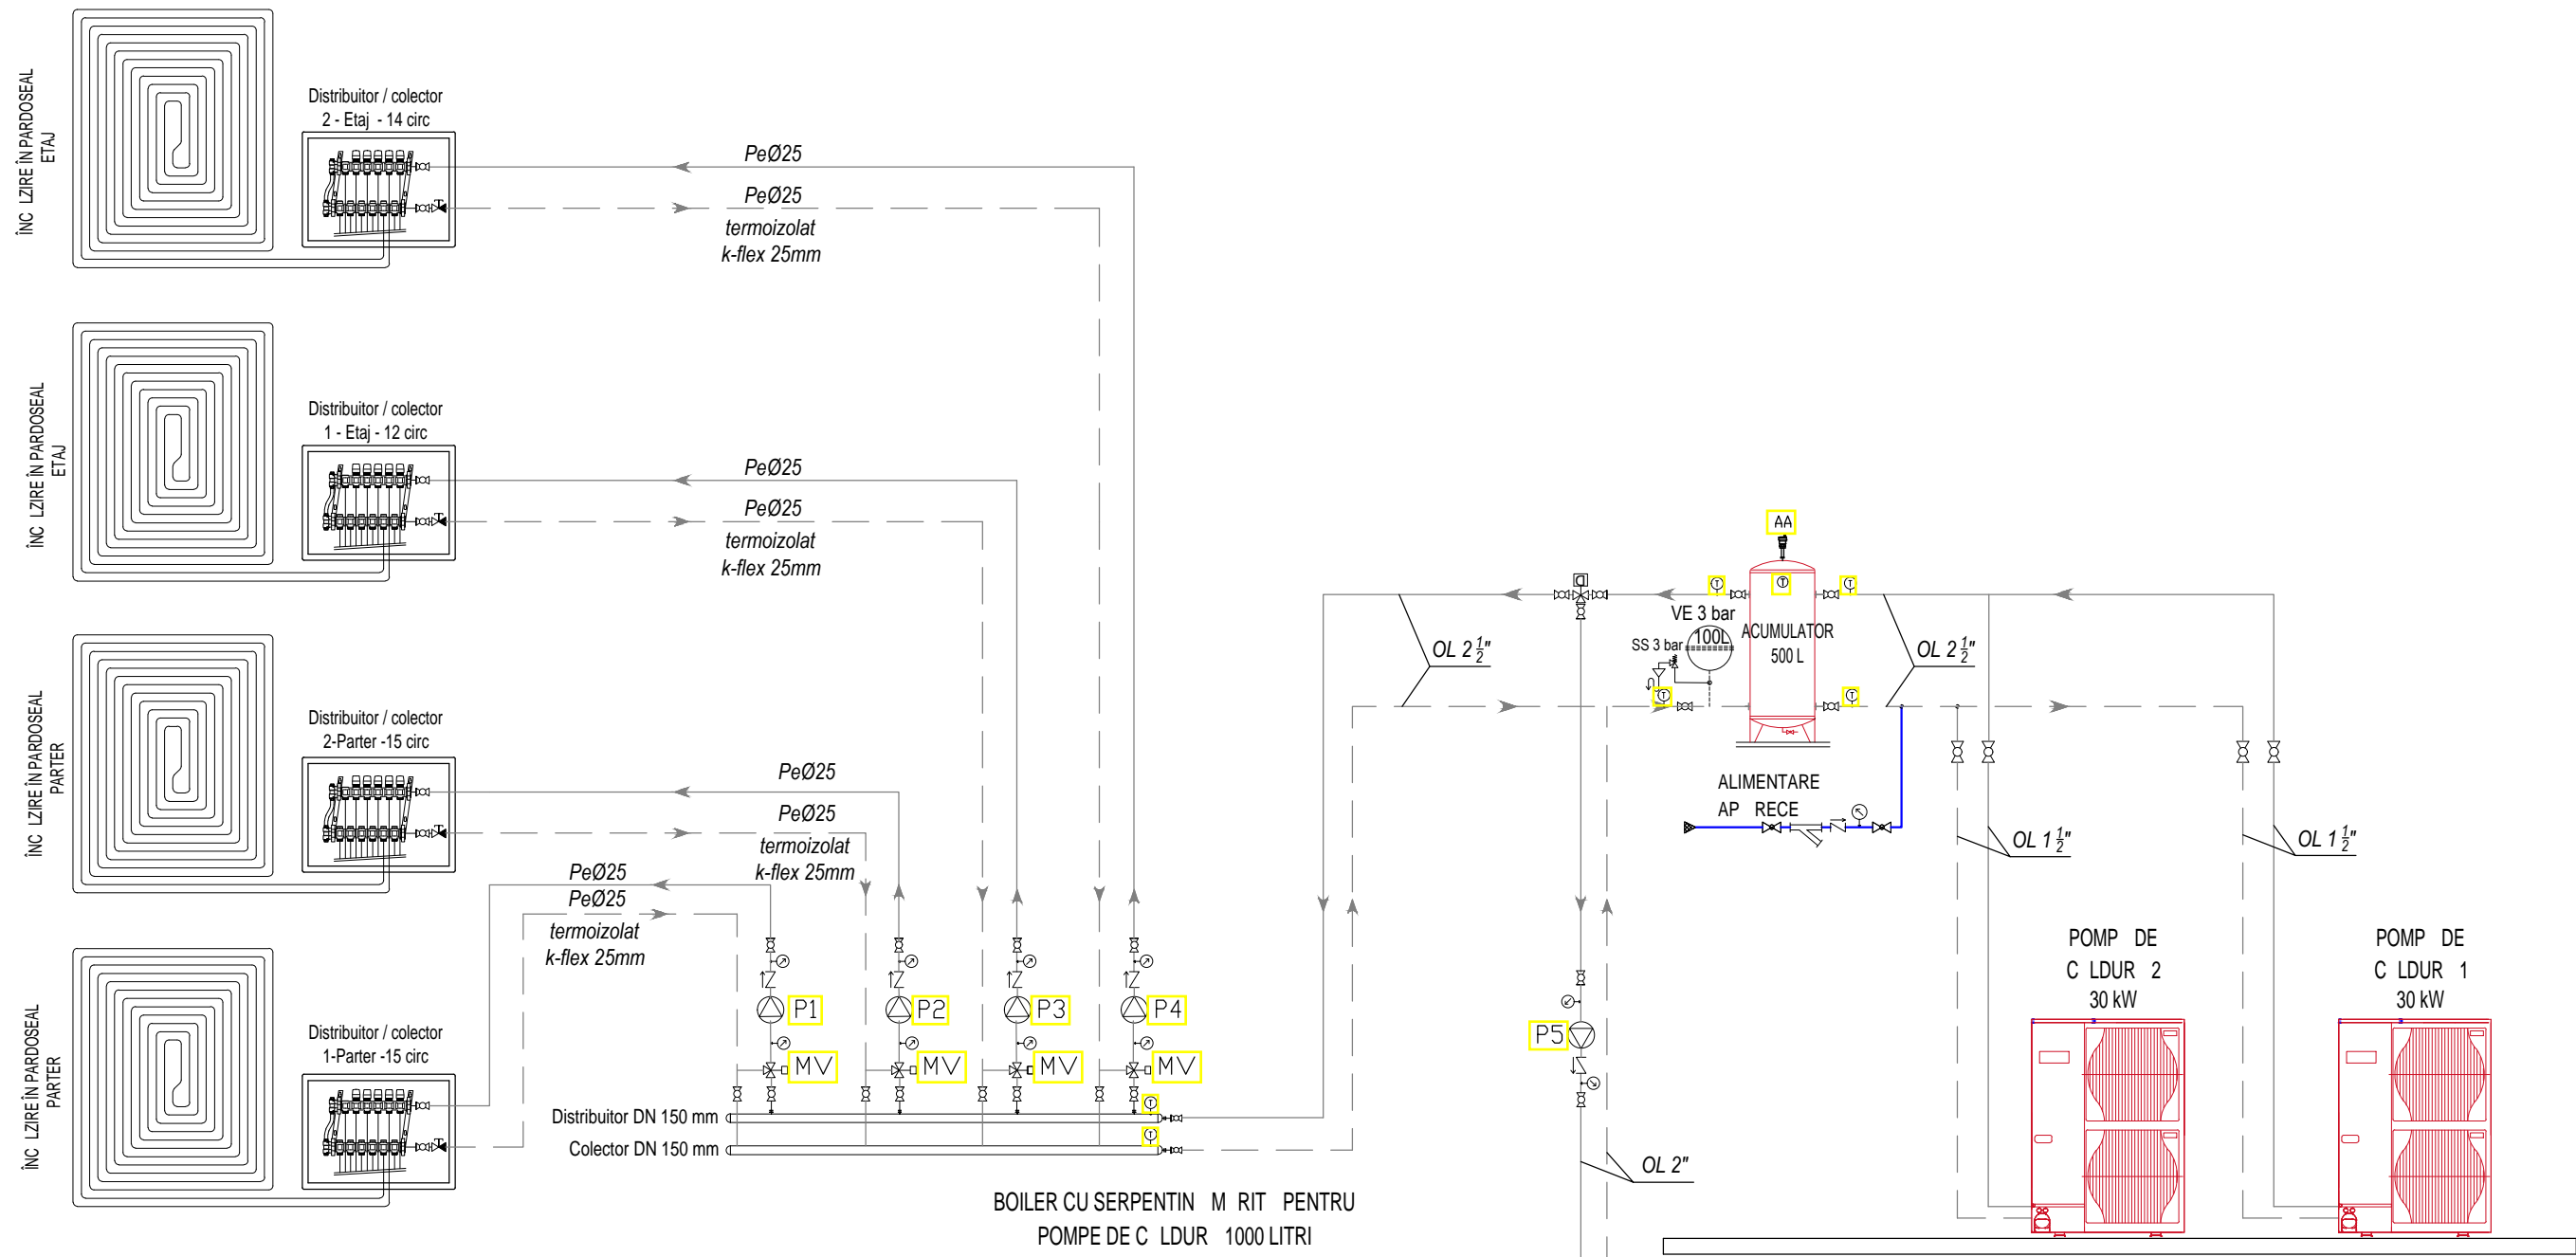 ÎNC LZIRE ÎN PARDOSEAL
ETAJ
Distribuitor / colector
2 - Etaj - 14 circ
PeØ25
PeØ25
termoizolat
k-flex 25mm
ÎNC LZIRE ÎN PARDOSEAL
ETAJ
Distribuitor / colector
1 - Etaj - 12 circ
PeØ25
PeØ25
termoizolat
k-flex 25mm
ÎNC LZIRE ÎN PARDOSEAL
PARTER
Distribuitor / colector
2-Parter -15 circ
PeØ25
PeØ25
termoizolat
k-flex 25mm
ÎNC LZIRE ÎN PARDOSEAL
PARTER
Distribuitor / colector
1-Parter -15 circ
PeØ25
PeØ25
termoizolat
k-flex 25mm
P1
P2
P3
P4
MV
MV
MV
MV
T
T
Distribuitor DN 150 mm
Colector DN 150 mm
BOILER CU SERPENTIN M RIT PENTRU
POMPE DE C LDUR 1000 LITRI
OL 2 1/2"
P5
OL 2"
AA
T
T
T
T
T
VE 3 bar
100L
SS 3 bar
ACUMULATOR
500 L
OL 2 1/2"
ALIMENTARE
AP RECE
OL 1 1/2"
OL 1 1/2"
POMP DE
C LDUR 2
30 kW
POMP DE
C LDUR 1
30 kW